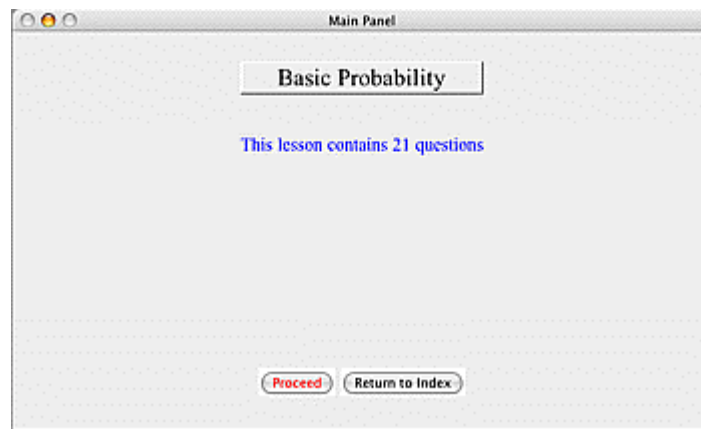 Main Panel
Basic Probability
This lesson contains 21 questions
Proceed Return to Index